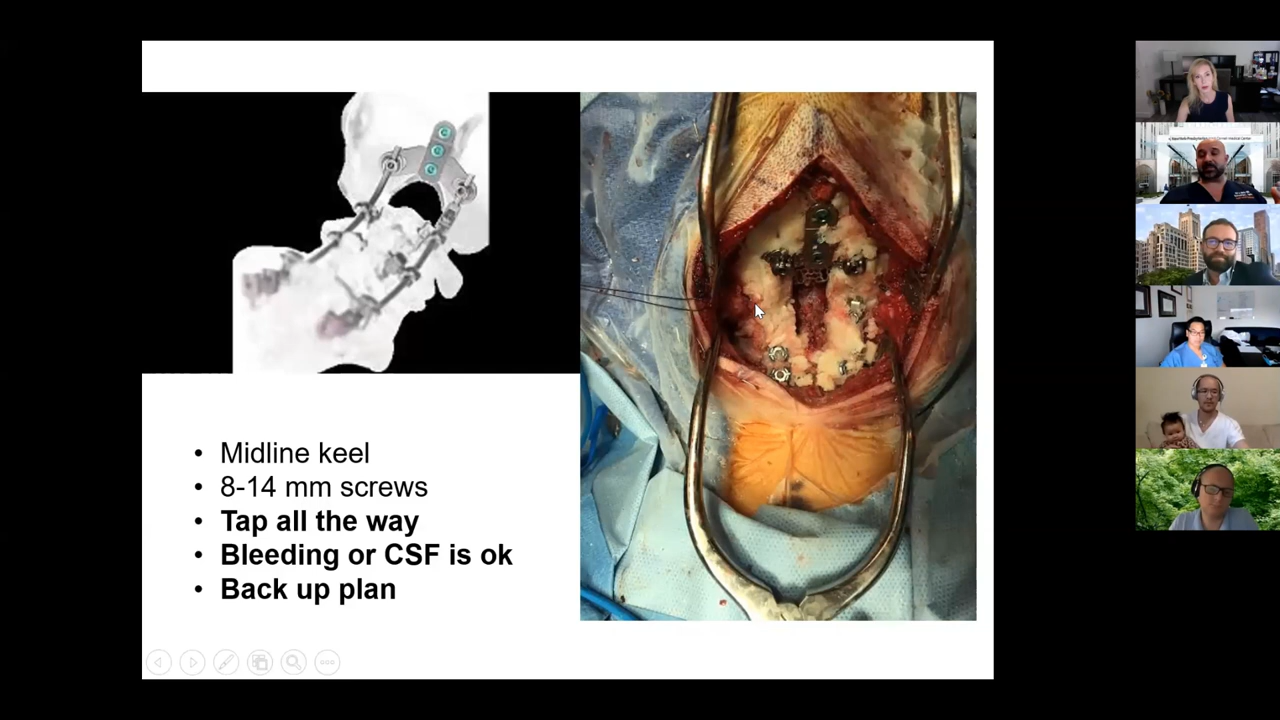 Midline keel
8-14 mm screws
Tap all the way
Bleeding or CSF is ok
Back up plan